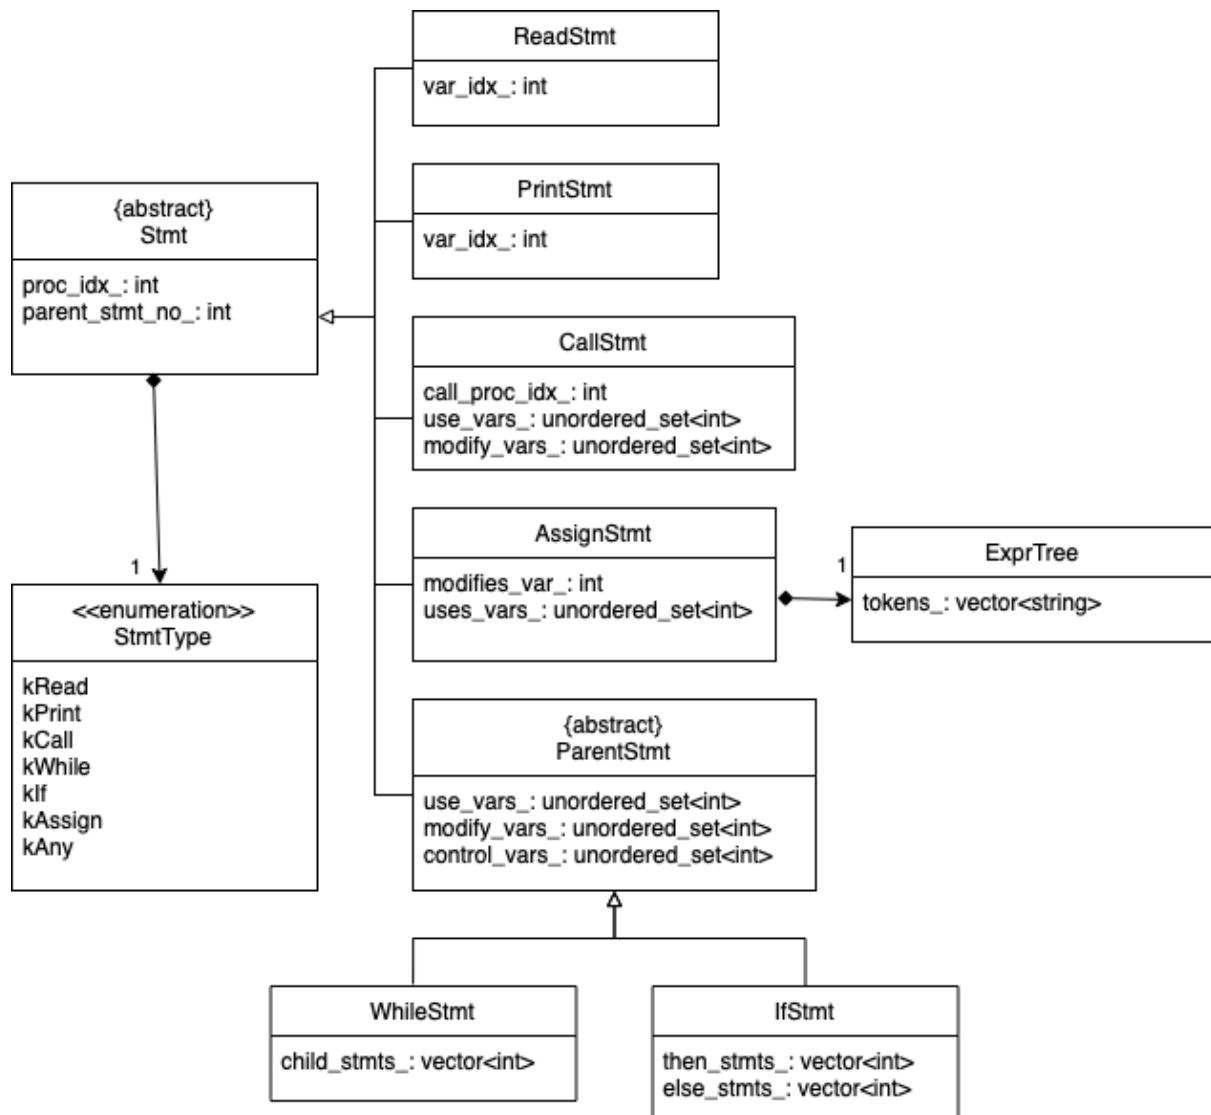 ReadStmt
var_idx_: int
PrintStmt
var_idx_: int
{abstract}
Stmt
proc_idx_: int
parent_stmt_no_: int
CallStmt
call_proc_idx_: int
use_vars_: unordered_set<int>
modify_vars_: unordered_set<int>
AssignStmt
modifies_var_: int
uses_vars_: unordered_set<int>
1
ExprTree
tokens_: vector<string>
1
<<enumeration>>
StmtType
kRead
kPrint
kCall
kWhile
kIf
kAssign
kAny
{abstract}
ParentStmt
use_vars_: unordered_set<int>
modify_vars_: unordered_set<int>
control_vars_: unordered_set<int>
WhileStmt
child_stmts_: vector<int>
IfStmt
then_stmts_: vector<int>
else_stmts_: vector<int>